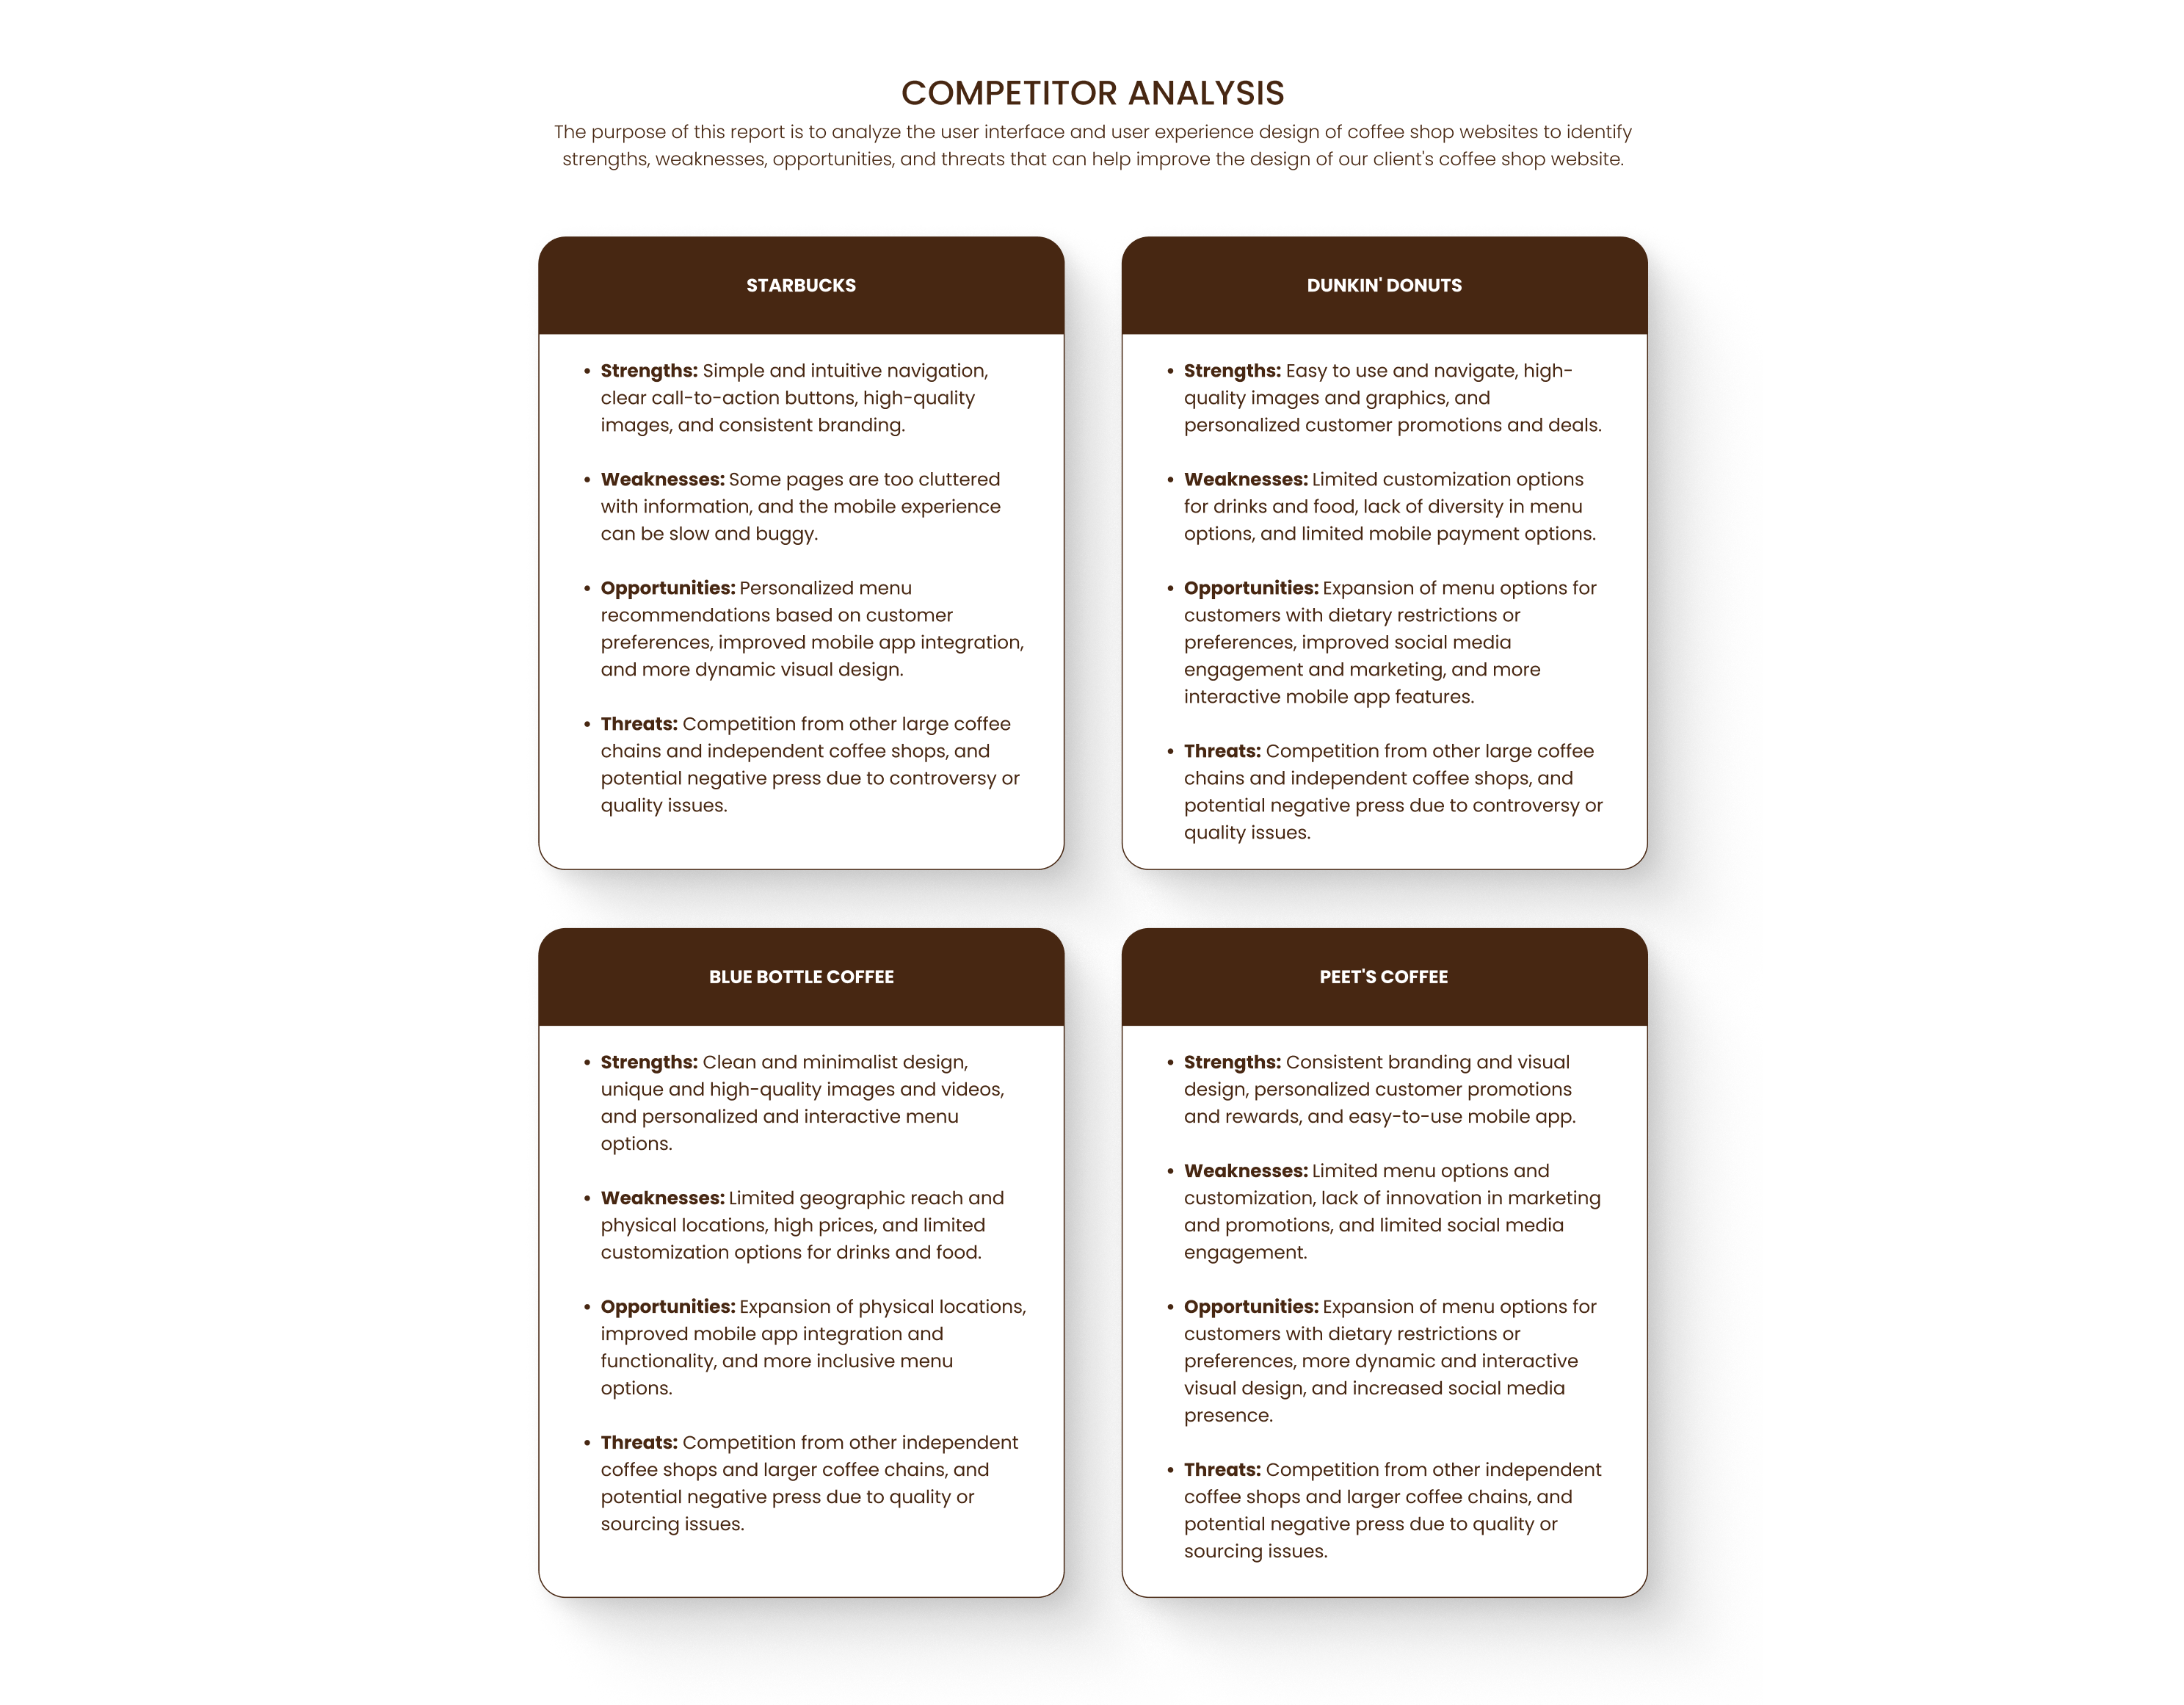 COMPETITOR ANALYSIS
The purpose of this report is to analyze the user interface and user experience design of coffee shop websites to identify
strengths, weaknesses, opportunities, and threats that can help improve the design of our client's coffee shop website.
STARBUCKS
• Strengths: Simple and intuitive navigation,
clear call-to-action buttons, high-quality
images, and consistent branding.
• Weaknesses: Some pages are too cluttered
with information, and the mobile experience
can be slow and buggy.
• Opportunities: Personalized menu
recommendations based on customer
preferences, improved mobile app integration,
and more dynamic visual design.
• Threats: Competition from other large coffee
chains and independent coffee shops, and
potential negative press due to controversy or
quality issues.
DUNKIN' DONUTS
• Strengths: Easy to use and navigate, high-
quality images and graphics, and
personalized customer promotions and deals.
• Weaknesses: Limited customization options
for drinks and food, lack of diversity in menu
options, and limited mobile payment options.
• Opportunities: Expansion of menu options for
customers with dietary restrictions or
preferences, improved social media
engagement and marketing, and more
interactive mobile app features.
• Threats: Competition from other large coffee
chains and independent coffee shops, and
potential negative press due to controversy or
quality issues.
BLUE BOTTLE COFFEE
• Strengths: Clean and minimalist design,
unique and high-quality images and videos,
and personalized and interactive menu
options.
• Weaknesses: Limited geographic reach and
physical locations, high prices, and limited
customization options for drinks and food.
• Opportunities: Expansion of physical locations,
improved mobile app integration and
functionality, and more inclusive menu
options.
• Threats: Competition from other independent
coffee shops and larger coffee chains, and
potential negative press due to quality or
sourcing issues.
PEET'S COFFEE
• Strengths: Consistent branding and visual
design, personalized customer promotions
and rewards, and easy-to-use mobile app.
• Weaknesses: Limited menu options and
customization, lack of innovation in marketing
and promotions, and limited social media
engagement.
• Opportunities: Expansion of menu options for
customers with dietary restrictions or
preferences, more dynamic and interactive
visual design, and increased social media
presence.
• Threats: Competition from other independent
coffee shops and larger coffee chains, and
potential negative press due to quality or
sourcing issues.